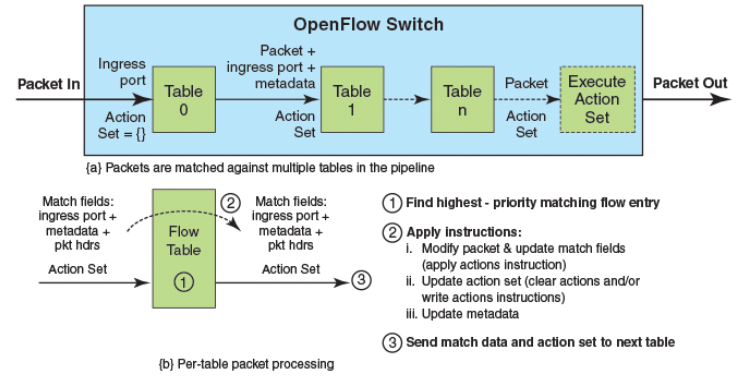 OpenFlow Switch
Packet In
Ingress
port
Action
Set = {}
Table
0
Packet +
ingress port +
metadata
Action
Set
Table
1
Table
n
Packet
Action
Set
Execute
Action
Set
Packet Out
{a} Packets are matched against multiple tables in the pipeline
Match fields:
ingress port +
metadata +
pkt hdrs
Action Set
Flow
Table
1
2
Match fields:
ingress port +
metadata +
pkt hdrs
Action Set
3
1 Find highest - priority matching flow entry
2 Apply instructions:
i. Modify packet & update match fields
(apply actions instruction)
ii. Update action set (clear actions and/or
write actions instructions)
iii. Update metadata
3 Send match data and action set to next table
{b} Per-table packet processing